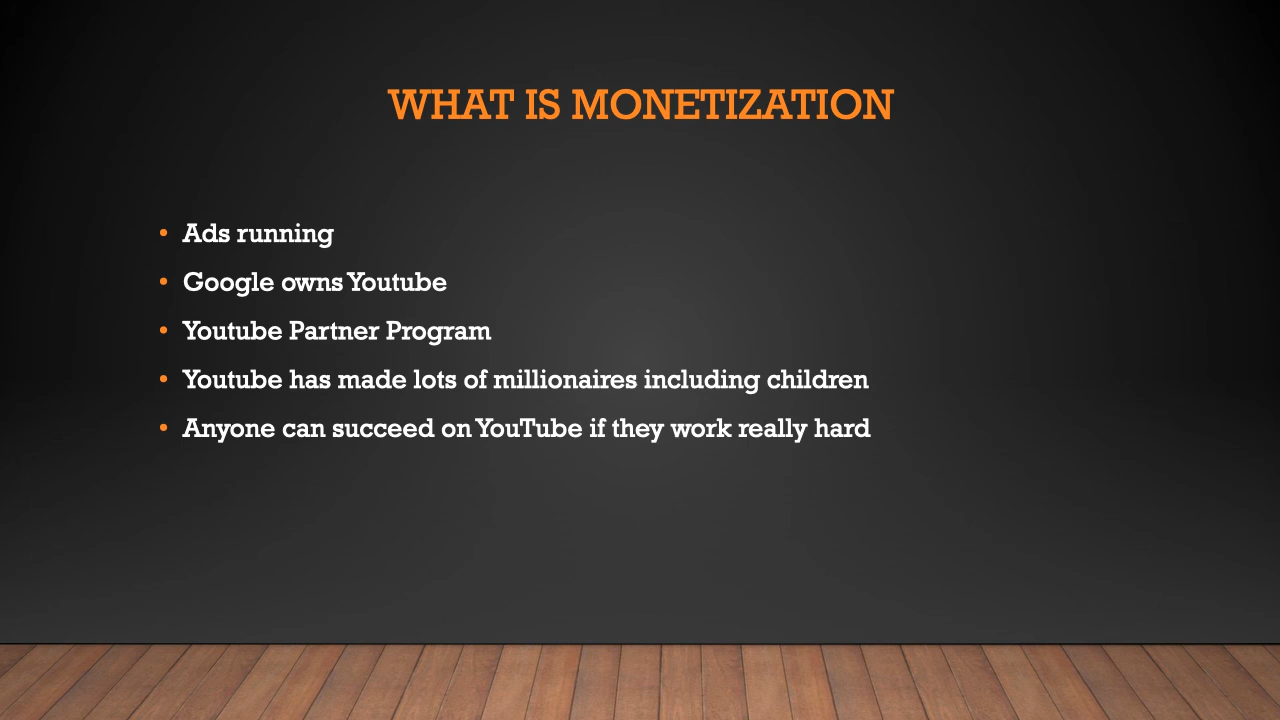 WHAT IS MONETIZATION
• Ads running
• Google owns Youtube
• Youtube Partner Program
• Youtube has made lots of millionaires including children
• Anyone can succeed on YouTube if they work really hard